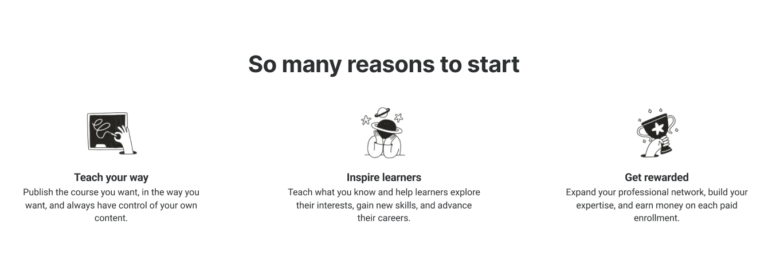 So many reasons to start
Teach your way
Publish the course you want, in the way you
want, and always have control of your own
content.
Inspire learners
Teach what you know and help learners explore
their interests, gain new skills, and advance
their careers.
Get rewarded
Expand your professional network, build your
expertise, and earn money on each paid
enrollment.